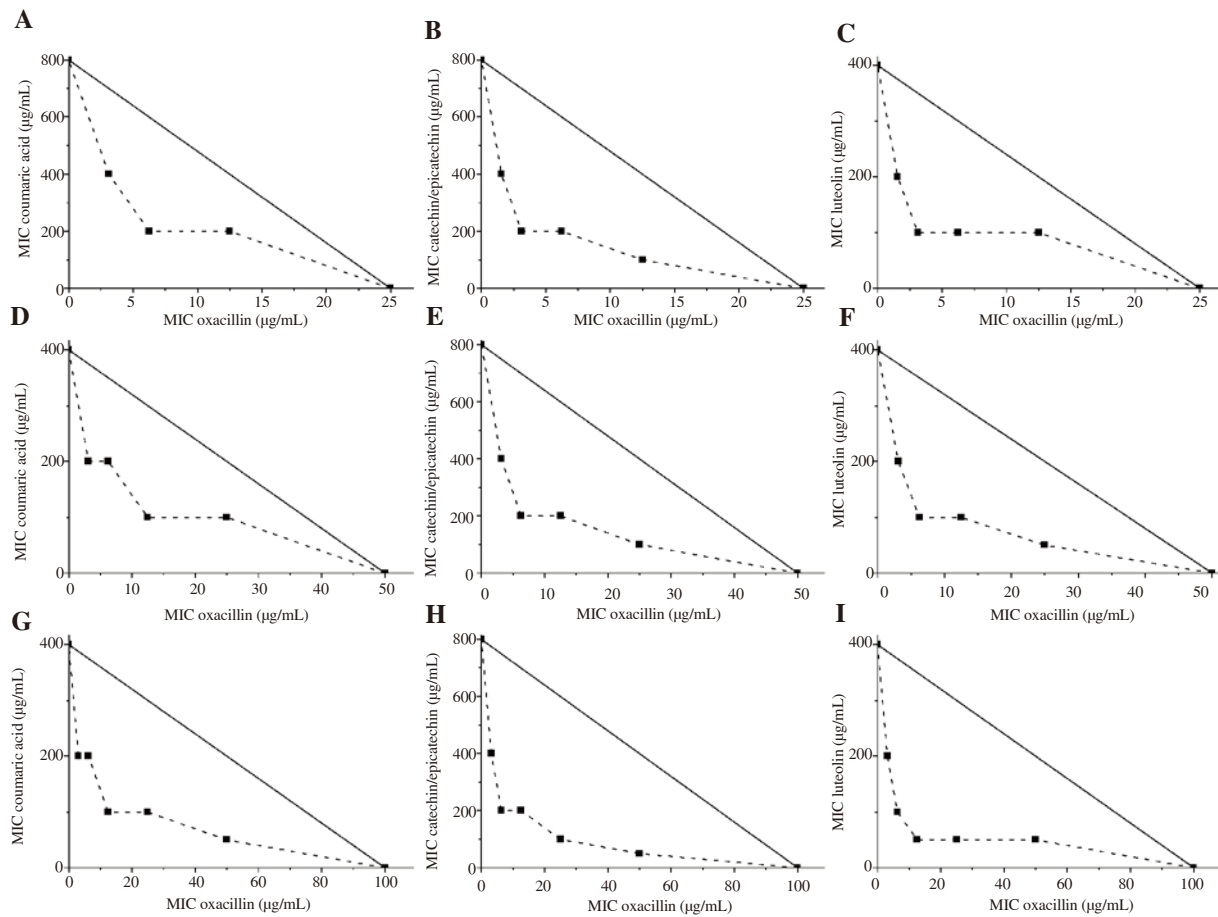 A
MIC coumaric acid (µg/mL)
800
600
400
200
0
0 5 10 15 20 25
MIC oxacillin (µg/mL)
B
MIC catechin/epicatechin (µg/mL)
800
600
400
200
0
0 5 10 15 20 25
MIC oxacillin (µg/mL)
C
MIC luteolin (µg/mL)
400
200
0
0 5 10 15 20 25
MIC oxacillin (µg/mL)
D
MIC coumaric acid (µg/mL)
400
200
0
0 10 20 30 40 50
MIC oxacillin (µg/mL)
E
MIC catechin/epicatechin (µg/mL)
800
600
400
200
0
0 10 20 30 40 50
MIC oxacillin (µg/mL)
F
MIC luteolin (µg/mL)
400
200
0
0 10 20 30 40 50
MIC oxacillin (µg/mL)
G
MIC coumaric acid (µg/mL)
400
200
0
0 20 40 60 80 100
MIC oxacillin (µg/mL)
H
MIC catechin/epicatechin (µg/mL)
800
600
400
200
0
0 20 40 60 80 100
MIC oxacillin (µg/mL)
I
MIC luteolin (µg/mL)
400
200
0
0 20 40 60 80 100
MIC oxacillin (µg/mL)